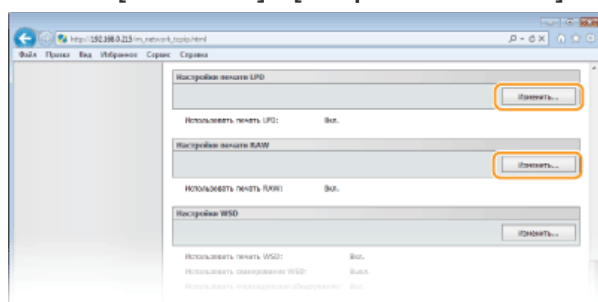 http://192.168.0.215/m_network_tcpip.html
Файл Правка Вид Избранное Сервис Справка
Настройки печати LPD
Изменить...
Использовать печать LPD: Вкл.
Настройки печати RAW
Изменить...
Использовать печать RAW: Вкл.
Настройки WSD
Изменить...
Использовать печать WSD: Вкл.
Использовать сканирование WSD: Выкл.